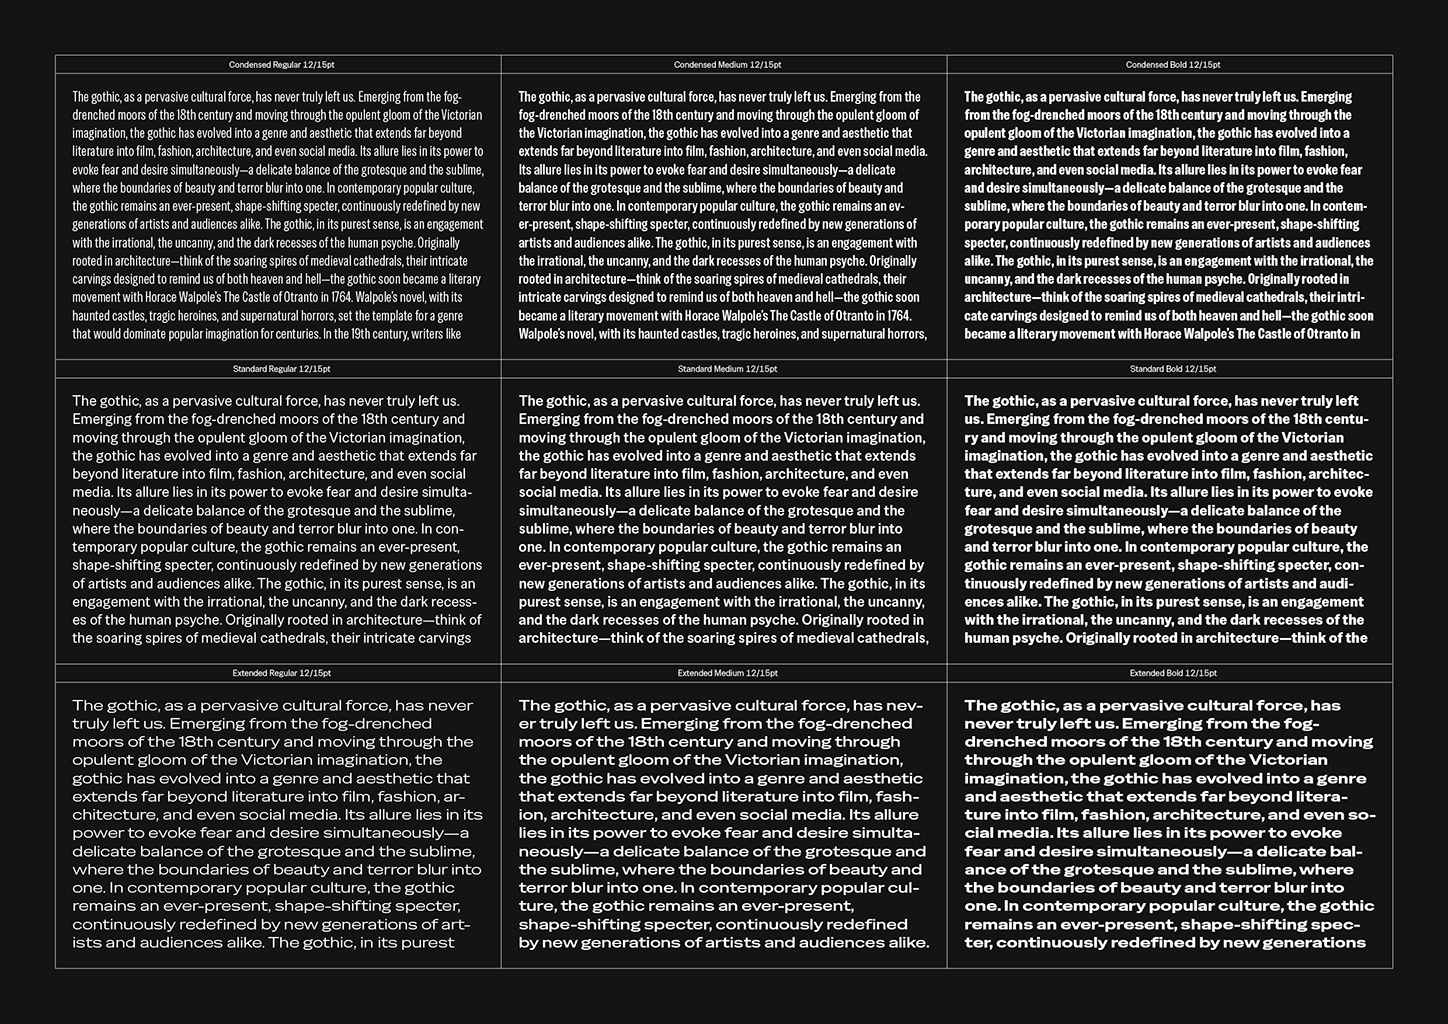 Condensed Regular 12/15pt
The gothic, as a pervasive cultural force, has never truly left us. Emerging from the fog-
drenched moors of the 18th century and moving through the opulent gloom of the Victorian
imagination, the gothic has evolved into a genre and aesthetic that extends far beyond
literature into film, fashion, architecture, and even social media. Its allure lies in its power to
evoke fear and desire simultaneously—a delicate balance of the grotesque and the sublime,
where the boundaries of beauty and terror blur into one. In contemporary popular culture,
the gothic remains an ever-present, shape-shifting specter, continuously redefined by new
generations of artists and audiences alike. The gothic, in its purest sense, is an engagement
with the irrational, the uncanny, and the dark recesses of the human psyche. Originally
rooted in architecture—think of the soaring spires of medieval cathedrals, their intricate
carvings designed to remind us of both heaven and hell—the gothic soon became a literary
movement with Horace Walpole's The Castle of Otranto in 1764. Walpole's novel, with its
haunted castles, tragic heroines, and supernatural horrors, set the template for a genre
that would dominate popular imagination for centuries. In the 19th century, writers like
Condensed Medium 12/15pt
The gothic, as a pervasive cultural force, has never truly left us. Emerging from the
fog-drenched moors of the 18th century and moving through the opulent gloom of
the Victorian imagination, the gothic has evolved into a genre and aesthetic that
extends far beyond literature into film, fashion, architecture, and even social media.
Its allure lies in its power to evoke fear and desire simultaneously—a delicate
balance of the grotesque and the sublime, where the boundaries of beauty and
terror blur into one. In contemporary popular culture, the gothic remains an ev-
er-present, shape-shifting specter, continuously redefined by new generations of
artists and audiences alike. The gothic, in its purest sense, is an engagement with
the irrational, the uncanny, and the dark recesses of the human psyche. Originally
rooted in architecture—think of the soaring spires of medieval cathedrals, their
intricate carvings designed to remind us of both heaven and hell—the gothic soon
became a literary movement with Horace Walpole's The Castle of Otranto in 1764.
Walpole's novel, with its haunted castles, tragic heroines, and supernatural horrors,
Condensed Bold 12/15pt
The gothic, as a pervasive cultural force, has never truly left us. Emerging
from the fog-drenched moors of the 18th century and moving through the
opulent gloom of the Victorian imagination, the gothic has evolved into a
genre and aesthetic that extends far beyond literature into film, fashion,
architecture, and even social media. Its allure lies in its power to evoke fear
and desire simultaneously—a delicate balance of the grotesque and the
sublime, where the boundaries of beauty and terror blur into one. In contem-
porary popular culture, the gothic remains an ever-present, shape-shifting
specter, continuously redefined by new generations of artists and audiences
alike. The gothic, in its purest sense, is an engagement with the irrational, the
uncanny, and the dark recesses of the human psyche. Originally rooted in
architecture—think of the soaring spires of medieval cathedrals, their intri-
cate carvings designed to remind us of both heaven and hell—the gothic soon
became a literary movement with Horace Walpole's The Castle of Otranto in
Standard Regular 12/15pt
The gothic, as a pervasive cultural force, has never truly left us.
Emerging from the fog-drenched moors of the 18th century and
moving through the opulent gloom of the Victorian imagination,
the gothic has evolved into a genre and aesthetic that extends far
beyond literature into film, fashion, architecture, and even social
media. Its allure lies in its power to evoke fear and desire simulta-
neously—a delicate balance of the grotesque and the sublime,
where the boundaries of beauty and terror blur into one. In con-
temporary popular culture, the gothic remains an ever-present,
shape-shifting specter, continuously redefined by new generations
of artists and audiences alike. The gothic, in its purest sense, is an
engagement with the irrational, the uncanny, and the dark recess-
es of the human psyche. Originally rooted in architecture—think of
the soaring spires of medieval cathedrals, their intricate carvings
Standard Medium 12/15pt
The gothic, as a pervasive cultural force, has never truly left us.
Emerging from the fog-drenched moors of the 18th century and
moving through the opulent gloom of the Victorian imagination,
the gothic has evolved into a genre and aesthetic that extends
far beyond literature into film, fashion, architecture, and even
social media. Its allure lies in its power to evoke fear and desire
simultaneously—a delicate balance of the grotesque and the
sublime, where the boundaries of beauty and terror blur into
one. In contemporary popular culture, the gothic remains an
ever-present, shape-shifting specter, continuously redefined by
new generations of artists and audiences alike. The gothic, in its
purest sense, is an engagement with the irrational, the uncanny,
and the dark recesses of the human psyche. Originally rooted in
architecture—think of the soaring spires of medieval cathedrals,
Standard Bold 12/15pt
The gothic, as a pervasive cultural force, has never truly left
us. Emerging from the fog-drenched moors of the 18th centu-
ry and moving through the opulent gloom of the Victorian
imagination, the gothic has evolved into a genre and aesthetic
that extends far beyond literature into film, fashion, architec-
ture, and even social media. Its allure lies in its power to evoke
fear and desire simultaneously—a delicate balance of the
grotesque and the sublime, where the boundaries of beauty
and terror blur into one. In contemporary popular culture, the
gothic remains an ever-present, shape-shifting specter, con-
tinuously redefined by new generations of artists and audi-
ences alike. The gothic, in its purest sense, is an engagement
with the irrational, the uncanny, and the dark recesses of the
human psyche. Originally rooted in architecture—think of the
Extended Regular 12/15pt
The gothic, as a pervasive cultural force, has never
truly left us. Emerging from the fog-drenched
moors of the 18th century and moving through the
opulent gloom of the Victorian imagination, the
gothic has evolved into a genre and aesthetic that
extends far beyond literature into film, fashion, ar-
chitecture, and even social media. Its allure lies in its
power to evoke fear and desire simultaneously—a
delicate balance of the grotesque and the sublime,
where the boundaries of beauty and terror blur into
one. In contemporary popular culture, the gothic
remains an ever-present, shape-shifting specter,
continuously redefined by new generations of art-
ists and audiences alike. The gothic, in its purest
Extended Medium 12/15pt
The gothic, as a pervasive cultural force, has nev-
er truly left us. Emerging from the fog-drenched
moors of the 18th century and moving through
the opulent gloom of the Victorian imagination,
the gothic has evolved into a genre and aesthetic
that extends far beyond literature into film, fash-
ion, architecture, and even social media. Its allure
lies in its power to evoke fear and desire simulta-
neously—a delicate balance of the grotesque and
the sublime, where the boundaries of beauty and
terror blur into one. In contemporary popular cul-
ture, the gothic remains an ever-present,
shape-shifting specter, continuously redefined
by new generations of artists and audiences alike.
Extended Bold 12/15pt
The gothic, as a pervasive cultural force, has
never truly left us. Emerging from the fog-
drenched moors of the 18th century and moving
through the opulent gloom of the Victorian
imagination, the gothic has evolved into a genre
and aesthetic that extends far beyond litera-
ture into film, fashion, architecture, and even so-
cial media. Its allure lies in its power to evoke
fear and desire simultaneously—a delicate bal-
ance of the grotesque and the sublime, where
the boundaries of beauty and terror blur into
one. In contemporary popular culture, the gothic
remains an ever-present, shape-shifting spec-
ter, continuously redefined by new generations